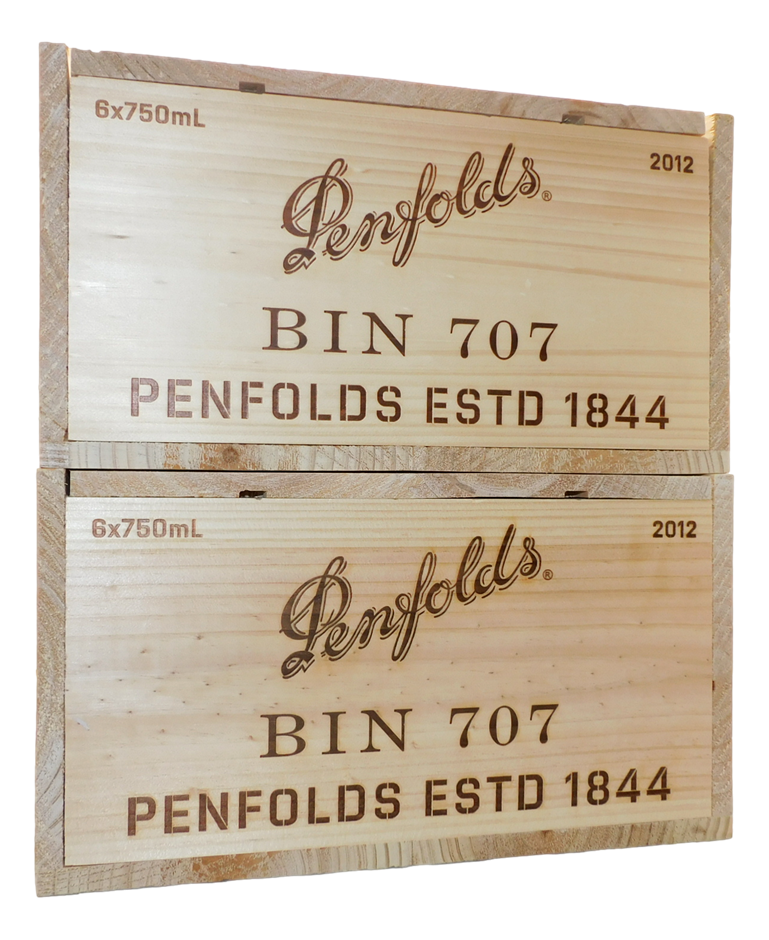 6x750mL
2012
Penfolds®
BIN 707
PENFOLDS ESTD 1844
6x750mL
2012
Penfolds®
BIN 707
PENFOLDS ESTD 1844